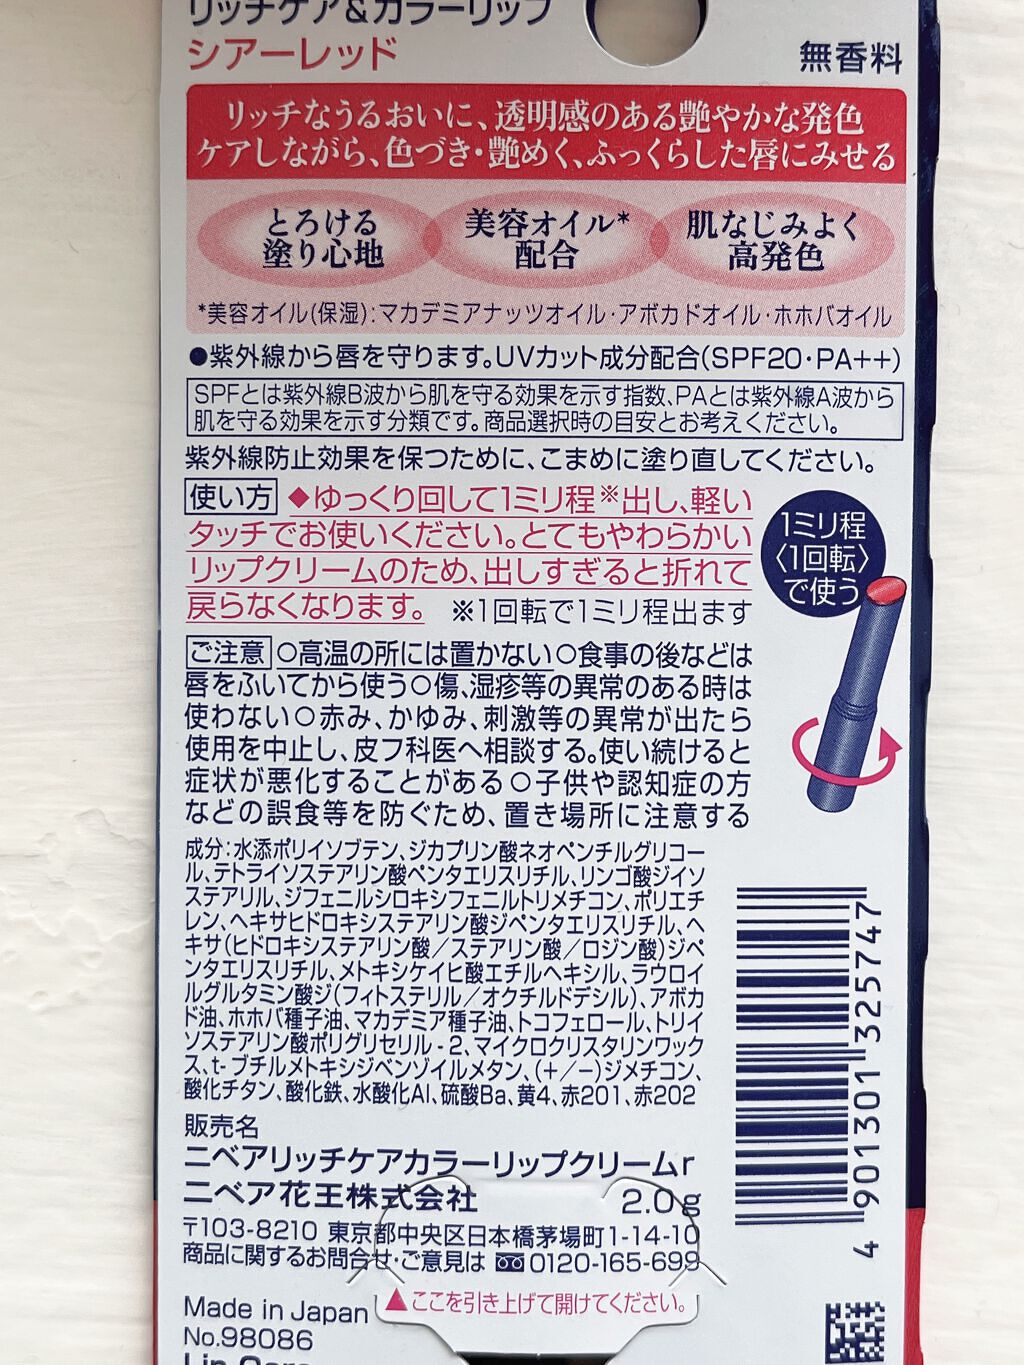 リッチケア&カラーリップ
シアーレッド
無香料
リッチなうるおいに、透明感のある艶やかな発色
ケアしながら、色づき・艶めく、ふっくらした唇にみせる
とろける
塗り心地
美容オイル*
配合
肌なじみよく
高発色
*美容オイル(保湿):マカデミアナッツオイル・アボカドオイル・ホホバオイル
●紫外線から唇を守ります。UVカット成分配合(SPF20・PA++)
SPFとは紫外線B波から肌を守る効果を示す指数、PAとは紫外線A波から
肌を守る効果を示す分類です。商品選択時の目安とお考えください。
紫外線防止効果を保つために、こまめに塗り直してください。
使い方 ◆ゆっくり回して1ミリ程※出し、軽い
タッチでお使いください。とてもやわらかい
リップクリームのため、出しすぎると折れて
戻らなくなります。 ※1回転で1ミリ程出ます
1ミリ程
〈1回転〉
で使う
ご注意 ○高温の所には置かない○食事の後などは
唇をふいてから使う○傷、湿疹等の異常のある時は
使わない○赤み、かゆみ、刺激等の異常が出たら
使用を中止し、皮フ科医へ相談する。使い続けると
症状が悪化することがある○子供や認知症の方
などの誤食等を防ぐため、置き場所に注意する
成分:水添ポリイソブテン、ジカプリン酸ネオペンチルグリコー
ル、テトライソステアリン酸ペンタエリスリチル、リンゴ酸ジイソ
ステアリル、ジフェニルシロキシフェニルトリメチコン、ポリエチ
レン、ヘキサヒドロキシステアリン酸ジペンタエリスリチル、ヘ
キサ(ヒドロキシステアリン酸/ステアリン酸/ロジン酸)ジペ
ンタエリスリチル、メトキシケイヒ酸エチルヘキシル、ラウロイ
ルグルタミン酸ジ(フィトステリル/オクチルドデシル)、アボカ
ド油、ホホバ種子油、マカデミア種子油、トコフェロール、トリイ
ソステアリン酸ポリグリセリル-2、マイクロクリスタリンワック
ス、t-ブチルメトキシジベンゾイルメタン、(+/-)ジメチコン、
酸化チタン、酸化鉄、水酸化Al、硫酸Ba、黄4、赤201、赤202
販売名
ニベアリッチケアカラーリップクリームr
ニベア花王株式会社 2.0g
〒103-8210 東京都中央区日本橋茅場町1-14-10
商品に関するお問合せ・ご意見は 0120-165-699
▲ここを引き上げて開けてください。
Made in Japan
No.98086
Lip Care
4 901301 325747